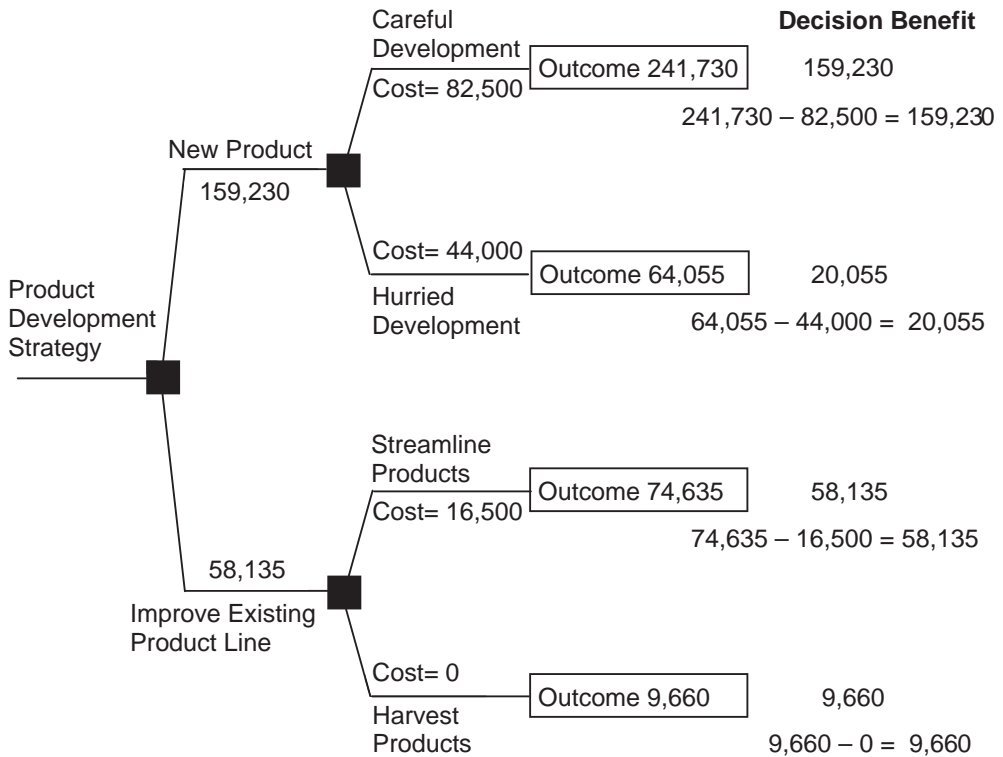 Decision Benefit
Careful
Development
Cost= 82,500
Outcome 241,730
159,230
241,730 – 82,500 = 159,230
New Product
159,230
Cost= 44,000
Hurried
Development
Outcome 64,055
20,055
64,055 – 44,000 = 20,055
Product
Development
Strategy
Streamline
Products
Cost= 16,500
Outcome 74,635
58,135
74,635 – 16,500 = 58,135
58,135
Improve Existing
Product Line
Cost= 0
Harvest
Products
Outcome 9,660
9,660
9,660 – 0 = 9,660